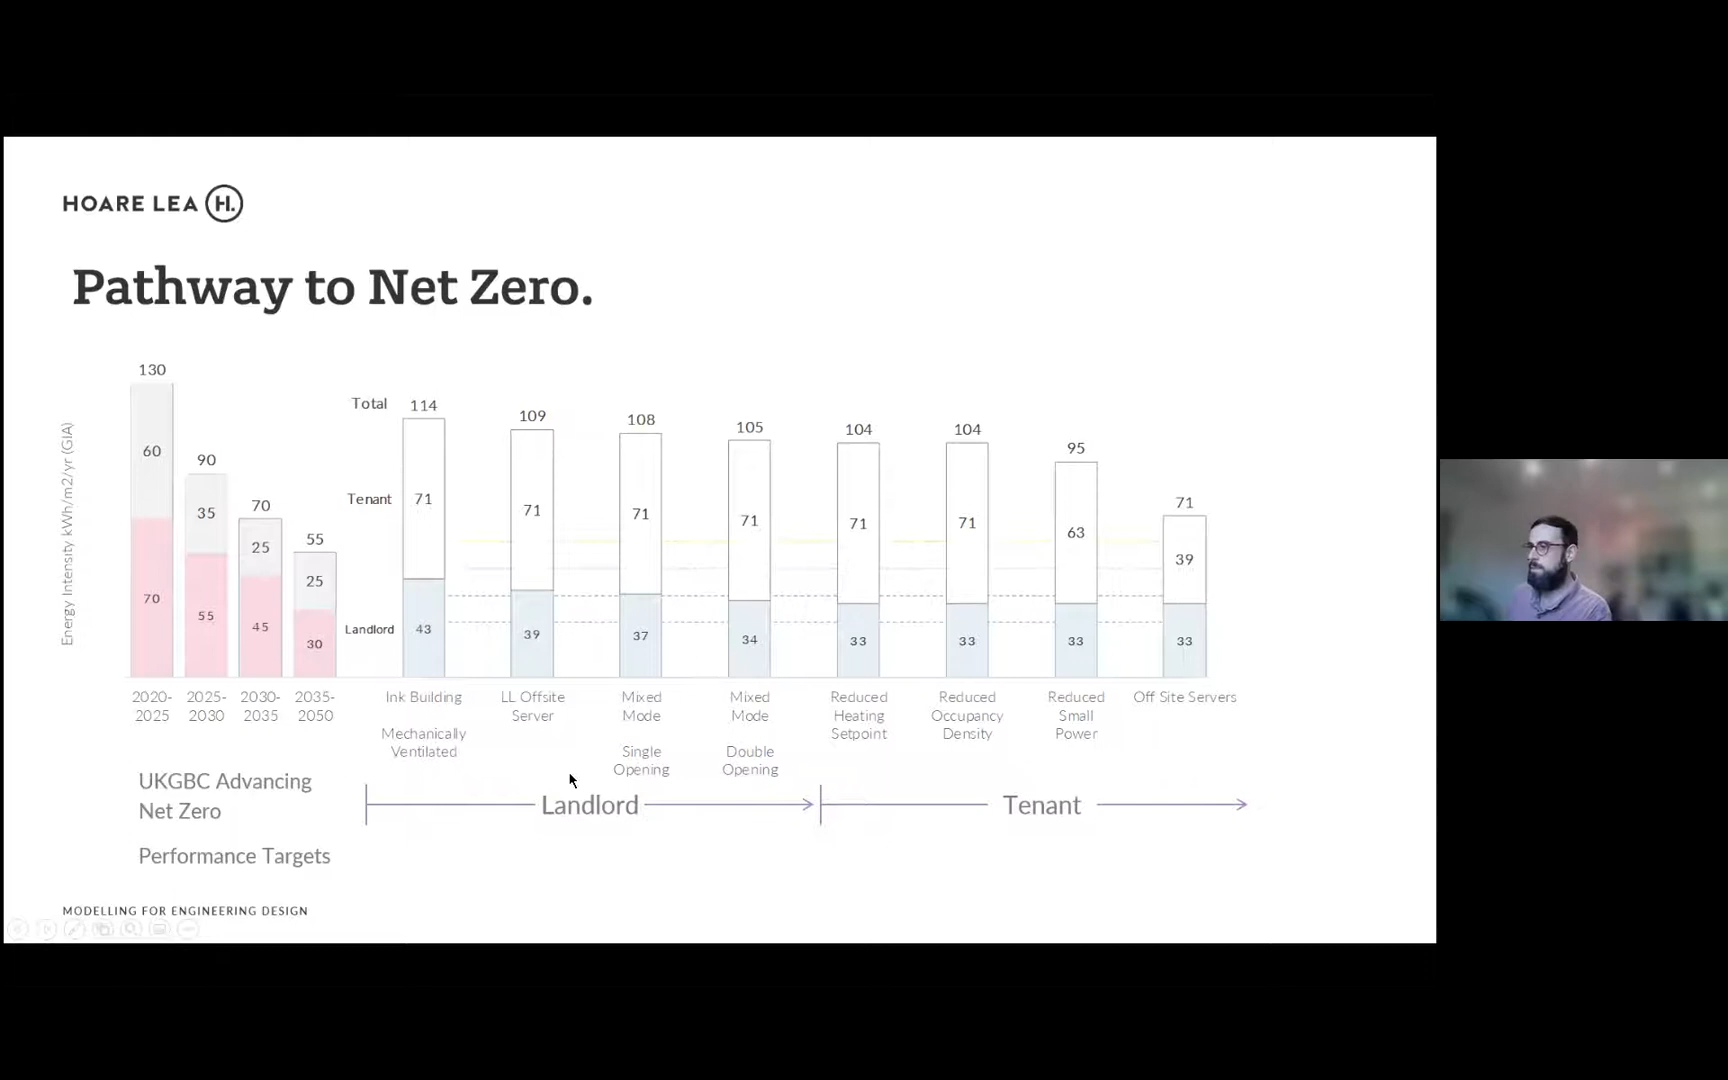 HOARE LEA H.
Pathway to Net Zero.
Energy Intensity kWh/m2/yr (GIA)
130
60
70
90
35
55
70
25
45
55
25
30
Total
Tenant
Landlord
114
71
43
109
71
39
108
71
37
105
71
34
104
71
33
104
71
33
95
63
33
71
39
33
2020-
2025
2025-
2030
2030-
2035
2035-
2050
Ink Building
Mechanically
Ventilated
LL Offsite
Server
Mixed
Mode
Single
Opening
Mixed
Mode
Double
Opening
Reduced
Heating
Setpoint
Reduced
Occupancy
Density
Reduced
Small
Power
Off Site Servers
UKGBC Advancing
Net Zero
Performance Targets
Landlord
Tenant
MODELLING FOR ENGINEERING DESIGN